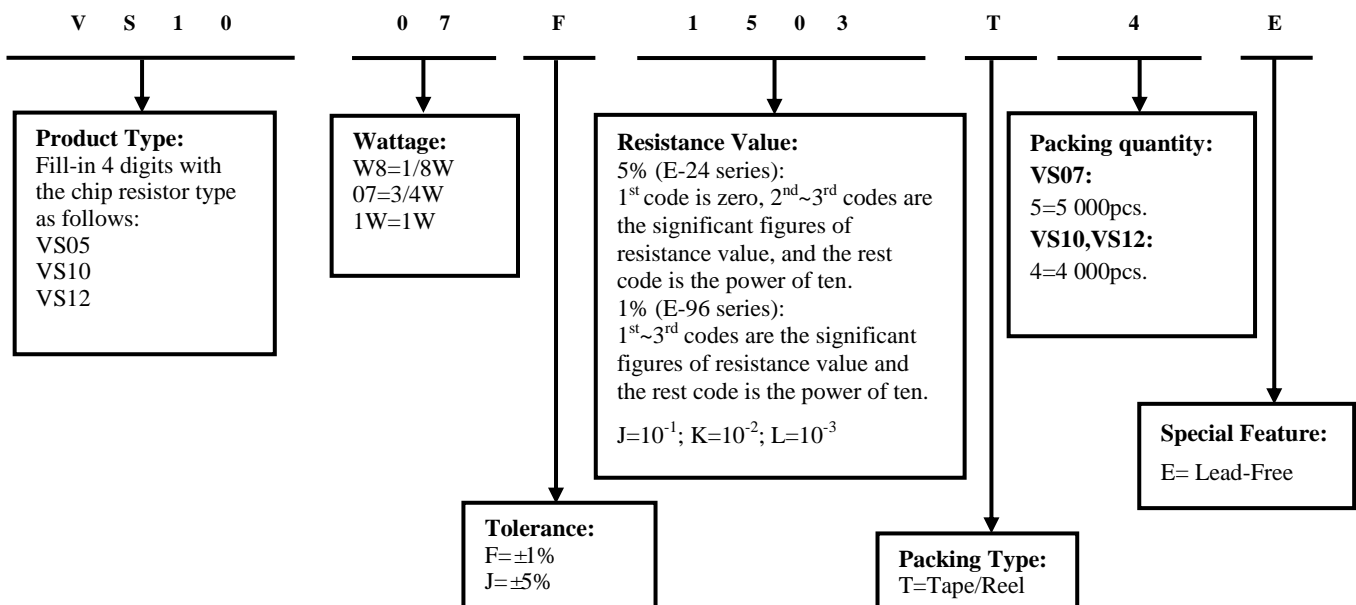 V S 1 0 0 7 F 1 5 0 3 T 4 E
Product Type:
Fill-in 4 digits with
the chip resistor type
as follows:
VS05
VS10
VS12
Wattage:
W8=1/8W
07=3/4W
1W=1W
Resistance Value:
5% (E-24 series):
1st code is zero, 2nd~3rd codes are
the significant figures of
resistance value, and the rest
code is the power of ten.
1% (E-96 series):
1st~3rd codes are the significant
figures of resistance value and
the rest code is the power of ten.
J=10-1; K=10-2; L=10-3
Packing quantity:
VS07:
5=5 000pcs.
VS10,VS12:
4=4 000pcs.
Special Feature:
E= Lead-Free
Tolerance:
F=±1%
J=±5%
Packing Type:
T=Tape/Reel